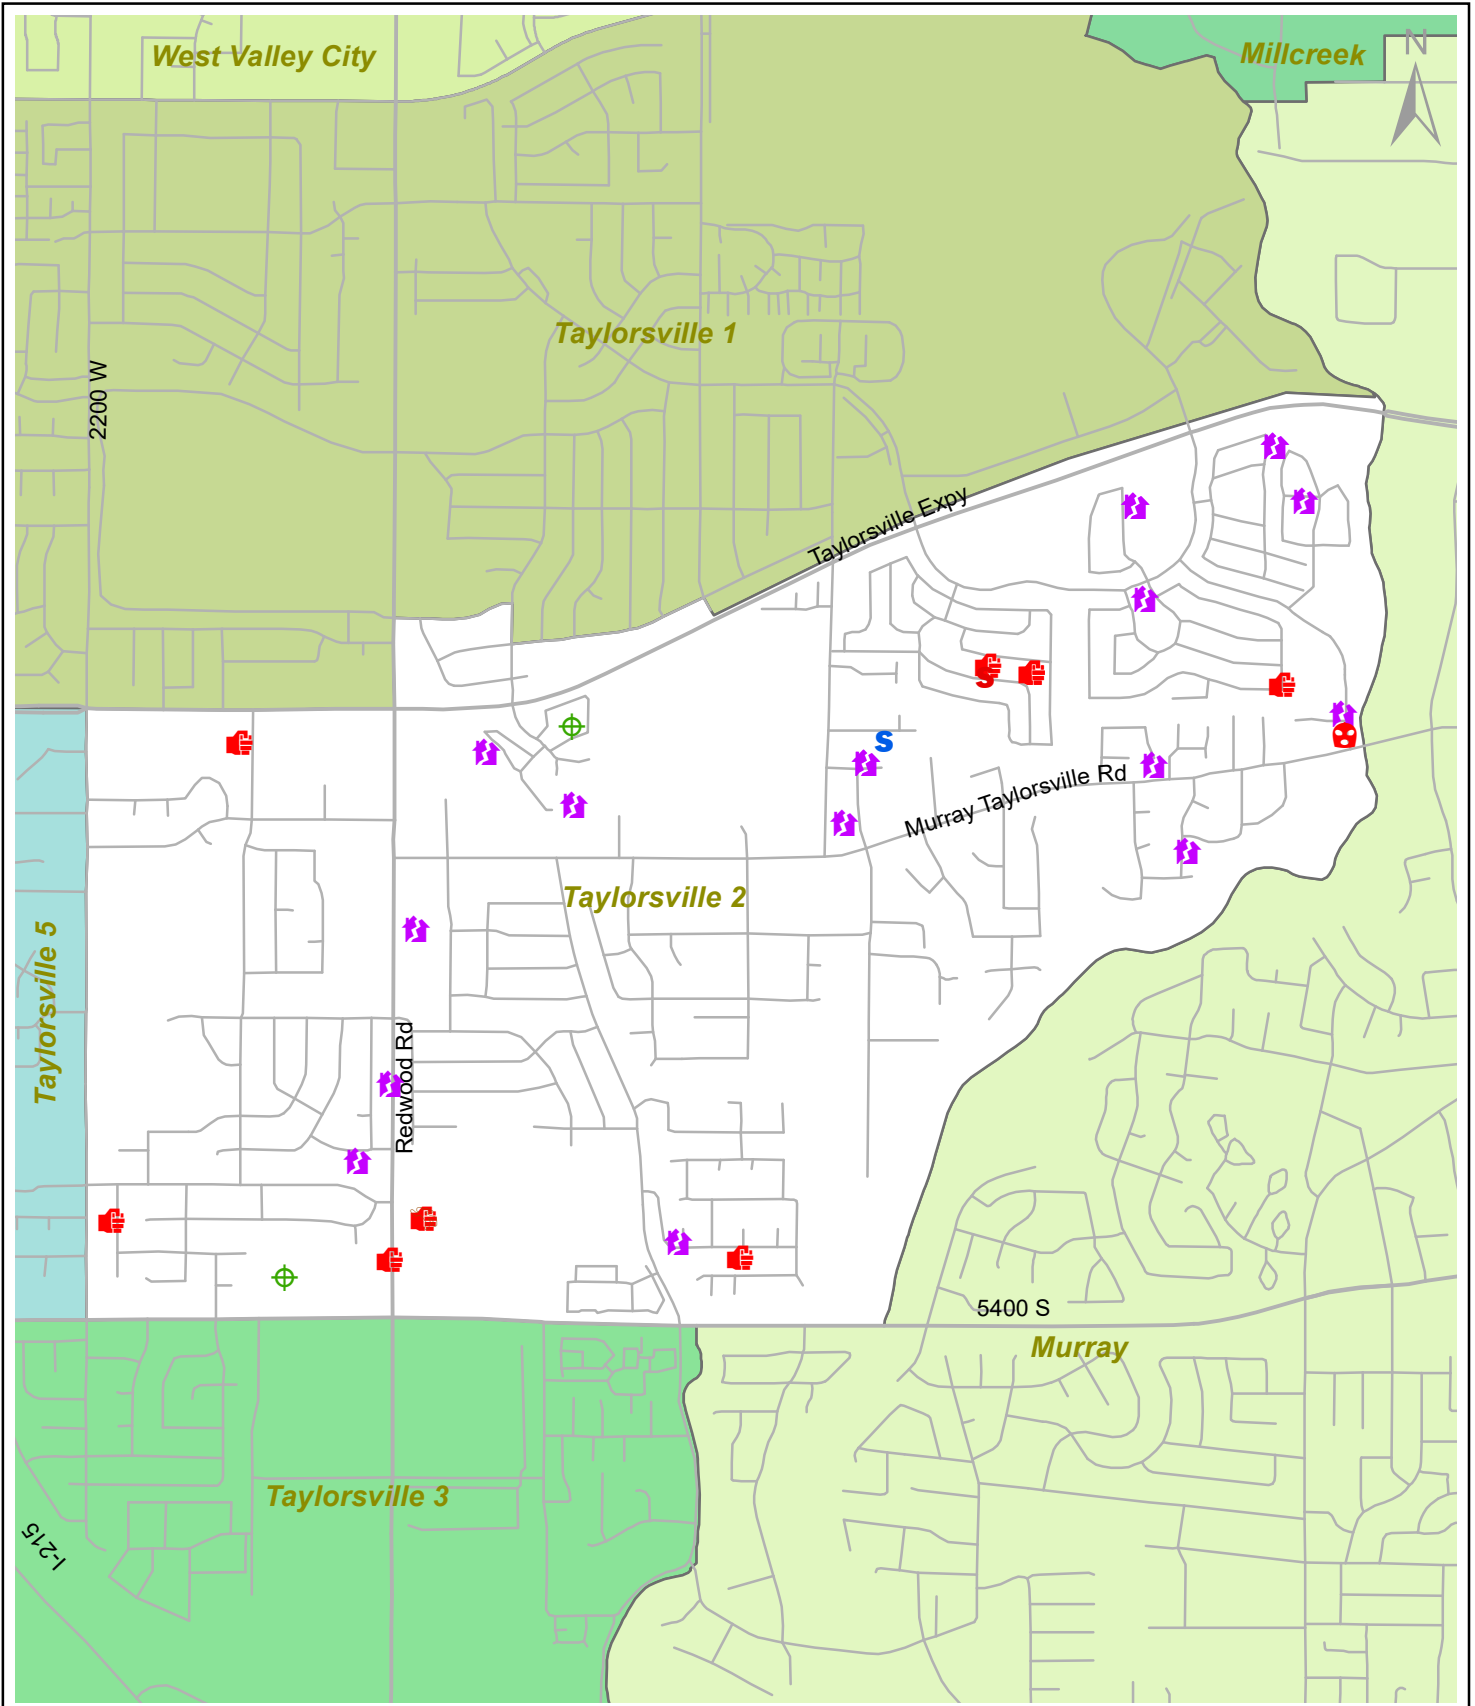 West Valley City
Millcreek
N
Taylorsville 1
2200 W
Taylorsville Expy
S
S
Murray Taylorsville Rd
Taylorsville 2
Taylorsville 5
Redwood Rd
5400 S
Murray
Taylorsville 3
I-215